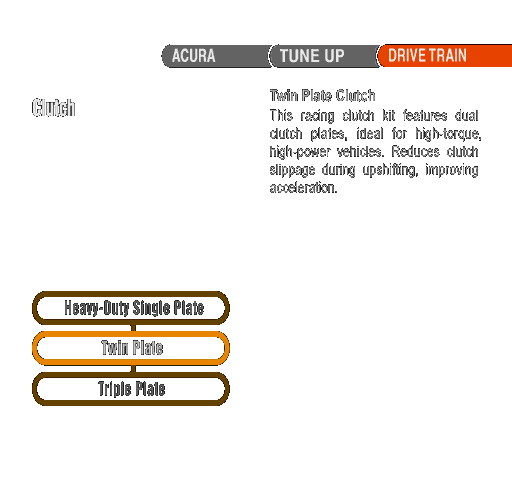 ACURA TUNE UP DRIVE TRAIN
Clutch
Twin Plate Clutch
This racing clutch kit features dual
clutch plates, ideal for high-torque,
high-power vehicles. Reduces clutch
slippage during upshifting, improving
acceleration.
Heavy-Duty Single Plate
Twin Plate
Triple Plate